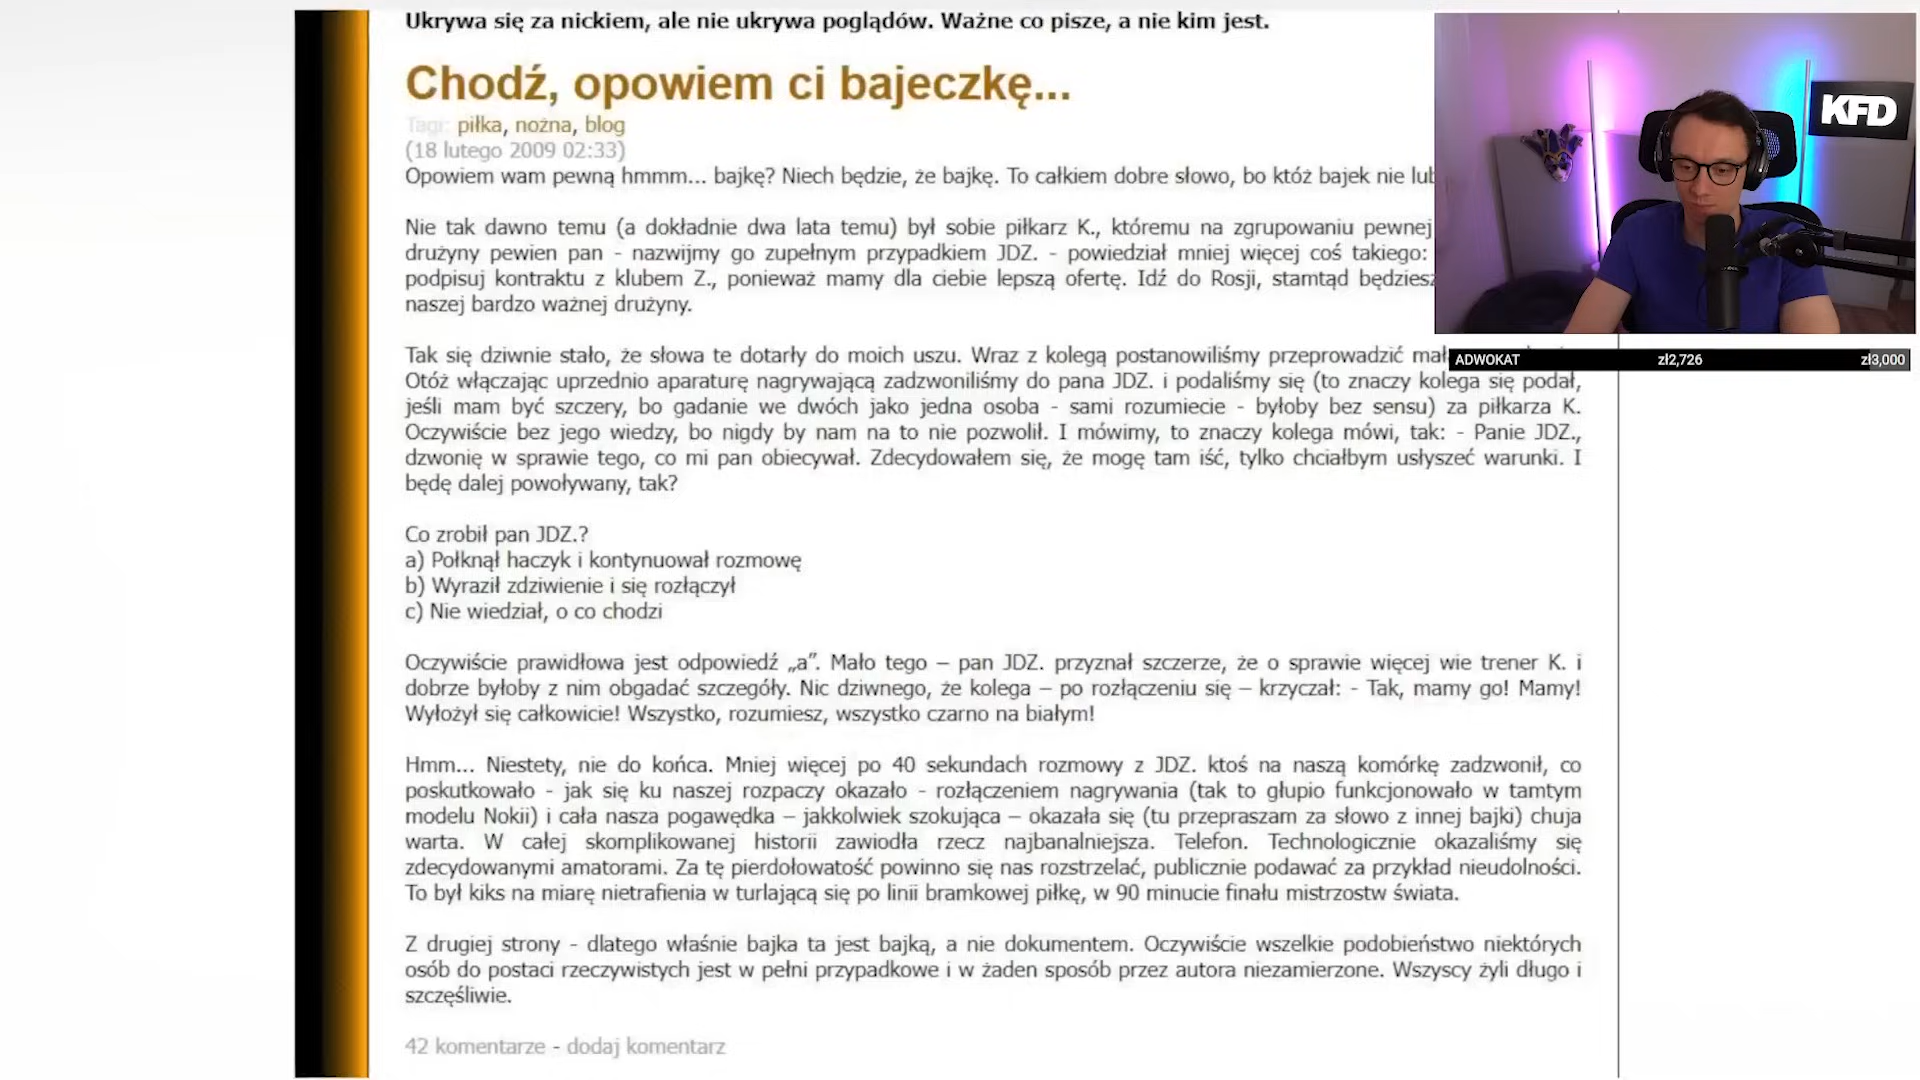 Ukrywa się za nickiem, ale nie ukrywa poglądów. Ważne co pisze, a nie kim jest.
Chodź, opowiem ci bajeczkę...
Tagi: piłka, nożna, blog
(18 lutego 2009 02:33)
Opowiem wam pewną hmmm... bajkę? Niech będzie, że bajkę. To całkiem dobre słowo, bo któż bajek nie
Nie tak dawno temu (a dokładnie dwa lata temu) był sobie piłkarz K., któremu na zgrupowaniu pewnej
drużyny pewien pan - nazwijmy go zupełnym przypadkiem JDZ. - powiedział mniej więcej coś takiego:
podpisuj kontraktu z klubem Z., ponieważ mamy dla ciebie lepszą ofertę. Idź do Rosji, stamtąd będziesz
naszej bardzo ważnej drużyny.
Tak się dziwnie stało, że słowa te dotarły do moich uszu. Wraz z kolegą postanowiliśmy przeprowadzić
Otóż włączając uprzednio aparaturę nagrywającą zadzwoniliśmy do pana JDZ. i podaliśmy się (to znaczy kolega się podał,
jeśli mam być szczery, bo gadanie we dwóch jako jedna osoba - sami rozumiecie - byłoby bez sensu) za piłkarza K.
Oczywiście bez jego wiedzy, bo nigdy by nam na to nie pozwolił. I mówimy, to znaczy kolega mówi, tak: - Panie JDZ.,
dzwonię w sprawie tego, co mi pan obiecywał. Zdecydowałem się, że mogę tam iść, tylko chciałbym usłyszeć warunki. I
będę dalej powoływany, tak?
Co zrobił pan JDZ.?
a) Połknął haczyk i kontynuował rozmowę
b) Wyraził zdziwienie i się rozłączył
c) Nie wiedział, o co chodzi
Oczywiście prawidłowa jest odpowiedź „a”. Mało tego – pan JDZ. przyznał szczerze, że o sprawie więcej wie trener K. i
dobrze byłoby z nim obgadać szczegóły. Nic dziwnego, że kolega – po rozłączeniu się – krzyczał: - Tak, mamy go! Mamy!
Wyłożył się całkowicie! Wszystko, rozumiesz, wszystko czarno na białym!
Hmm... Niestety, nie do końca. Mniej więcej po 40 sekundach rozmowy z JDZ. ktoś na naszą komórkę zadzwonił, co
poskutkowało - jak się ku naszej rozpaczy okazało - rozłączeniem nagrywania (tak to głupio funkcjonowało w tamtym
modelu Nokii) i cała nasza pogawędka – jakkolwiek szokująca – okazała się (tu przepraszam za słowo z innej bajki) chuja
warta. W całej skomplikowanej historii zawiodła rzecz najbanalniejsza. Telefon. Technologicznie okazaliśmy się
zdecydowanymi amatorami. Za tę pierdołowatość powinno się nas rozstrzelać, publicznie podawać za przykład nieudolności.
To był kiks na miarę nietrafienia w turlającą się po linii bramkowej piłkę, w 90 minucie finału mistrzostw świata.
Z drugiej strony - dlatego właśnie bajka ta jest bajką, a nie dokumentem. Oczywiście wszelkie podobieństwo niektórych
osób do postaci rzeczywistych jest w pełni przypadkowe i w żaden sposób przez autora niezamierzone. Wszyscy żyli długo i
szczęśliwie.
42 komentarze - dodaj komentarz
KFD
ADWOKAT zł2,726 zł3,000